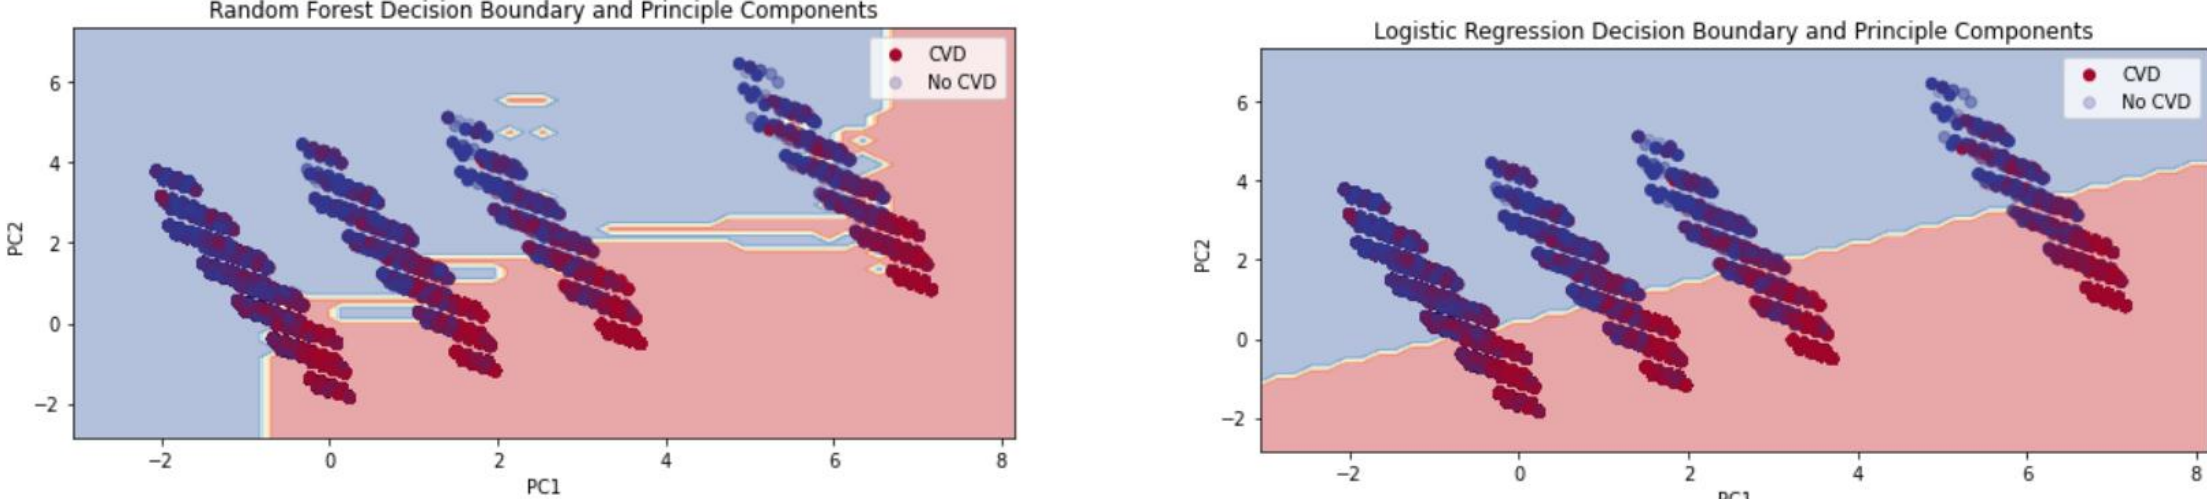 Random Forest Decision Boundary and Principle Components
CVD
No CVD
6
4
2
0
−2
PC2
−2 0 2 4 6 8
PC1
Logistic Regression Decision Boundary and Principle Components
CVD
No CVD
6
4
2
0
−2
PC2
−2 0 2 4 6 8
PC1